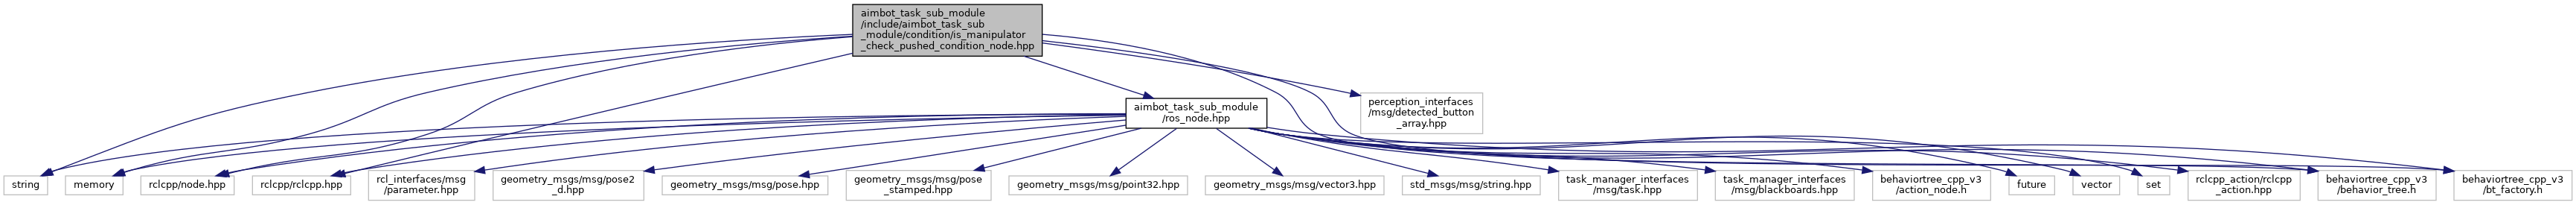 aimbot_task_sub_module
/include/aimbot_task_sub
_module/condition/is_manipulator
_check_pushed_condition_node.hpp
perception_interfaces
/msg/detected_button
_array.hpp
aimbot_task_sub_module
/ros_node.hpp
string
memory
rclcpp/node.hpp
rclcpp/rclcpp.hpp
rcl_interfaces/msg
/parameter.hpp
geometry_msgs/msg/pose2
_d.hpp
geometry_msgs/msg/pose.hpp
geometry_msgs/msg/pose
_stamped.hpp
geometry_msgs/msg/point32.hpp
geometry_msgs/msg/vector3.hpp
std_msgs/msg/string.hpp
task_manager_interfaces
/msg/task.hpp
task_manager_interfaces
/msg/blackboards.hpp
behaviortree_cpp_v3
/action_node.h
future
vector
set
rclcpp_action/rclcpp
_action.hpp
behaviortree_cpp_v3
/behavior_tree.h
behaviortree_cpp_v3
/bt_factory.h